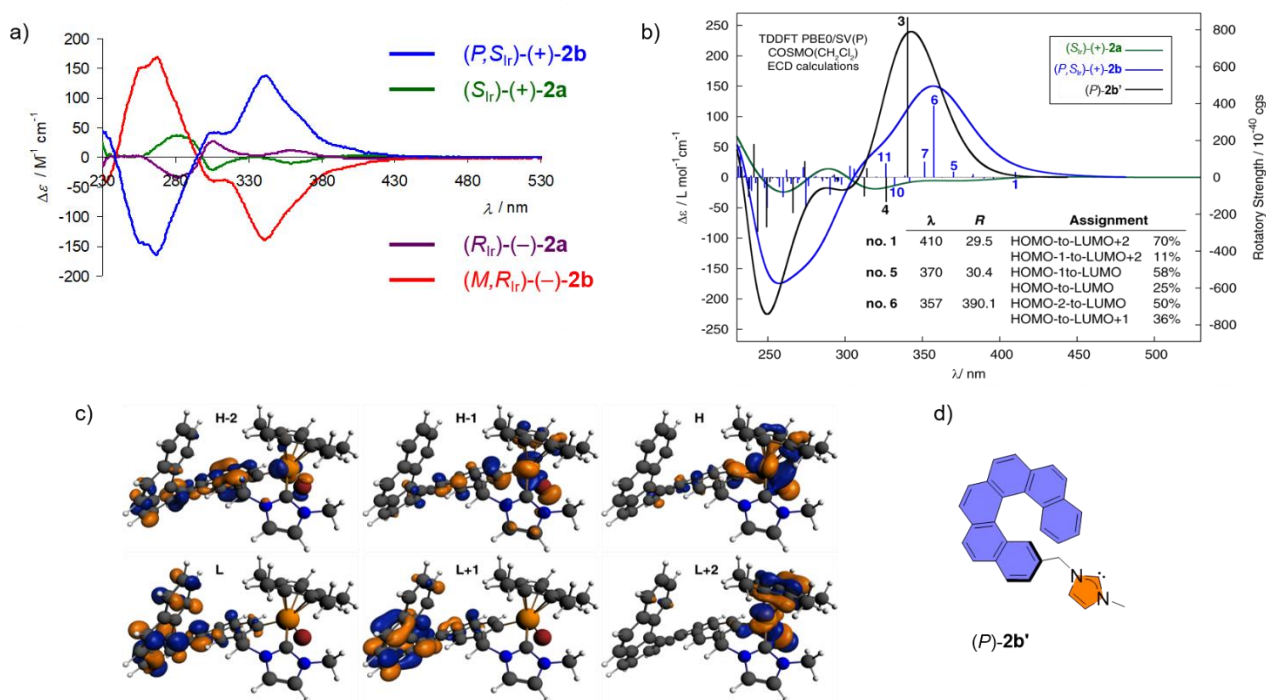 a)
200
150
100
50
0
-50
-100
-150
-200
230
280
330
380
430
480
530
Δε / M⁻¹ cm⁻¹
λ / nm
(P,S_Ir)-(+)-2b
(S_Ir)-(+)-2a
(R_Ir)-(–)-2a
(M,R_Ir)-(–)-2b
b)
250
200
150
100
50
0
-50
-100
-150
-200
-250
Δε / L mol⁻¹cm⁻¹
TDDFT PBE0/SV(P)
COSMO(CH₂Cl₂)
ECD calculations
3
(S_Ir)-(+)-2a
(P,S_Ir)-(+)-2b
(P)-2b'
800
600
400
200
0
-200
-400
-600
-800
Rotatory Strength / 10⁻⁴⁰ cgs
6
11
7
5
10
4
1
λ R Assignment
no. 1 410 29.5 HOMO-to-LUMO+2 70%
HOMO-1-to-LUMO+2 11%
no. 5 370 30.4 HOMO-1to-LUMO 58%
HOMO-to-LUMO 25%
no. 6 357 390.1 HOMO-2-to-LUMO 50%
HOMO-to-LUMO+1 36%
250 300 350 400 450 500
λ/ nm
c)
H-2
H-1
H
L
L+1
L+2
d)
N
N
(P)-2b'